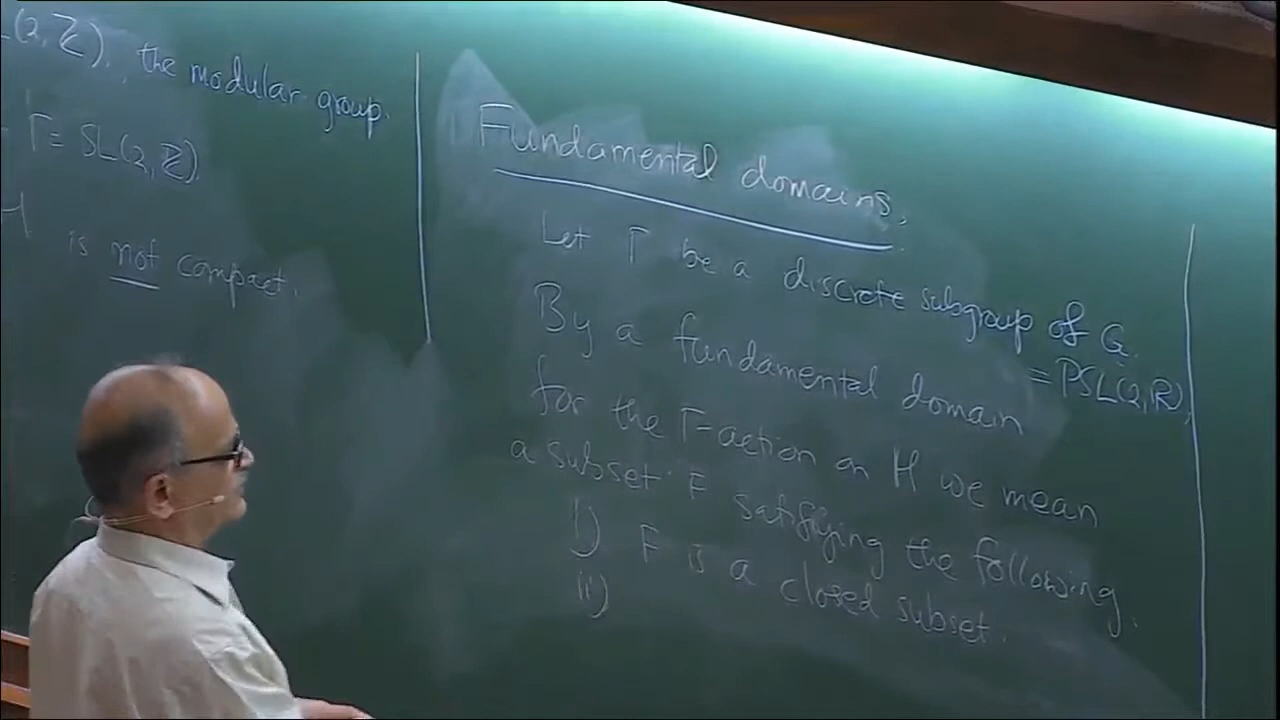 L(2, ℤ), the modular group.
Γ = SL(2, ℤ)
H
is not compact.
Fundamental domains.
Let Γ be a discrete subgroup of G.
= PSL(2, R),
By a fundamental domain
for the Γ-action on H we mean
a subset F satisfying the following.
i) F is a closed subset.
ii)